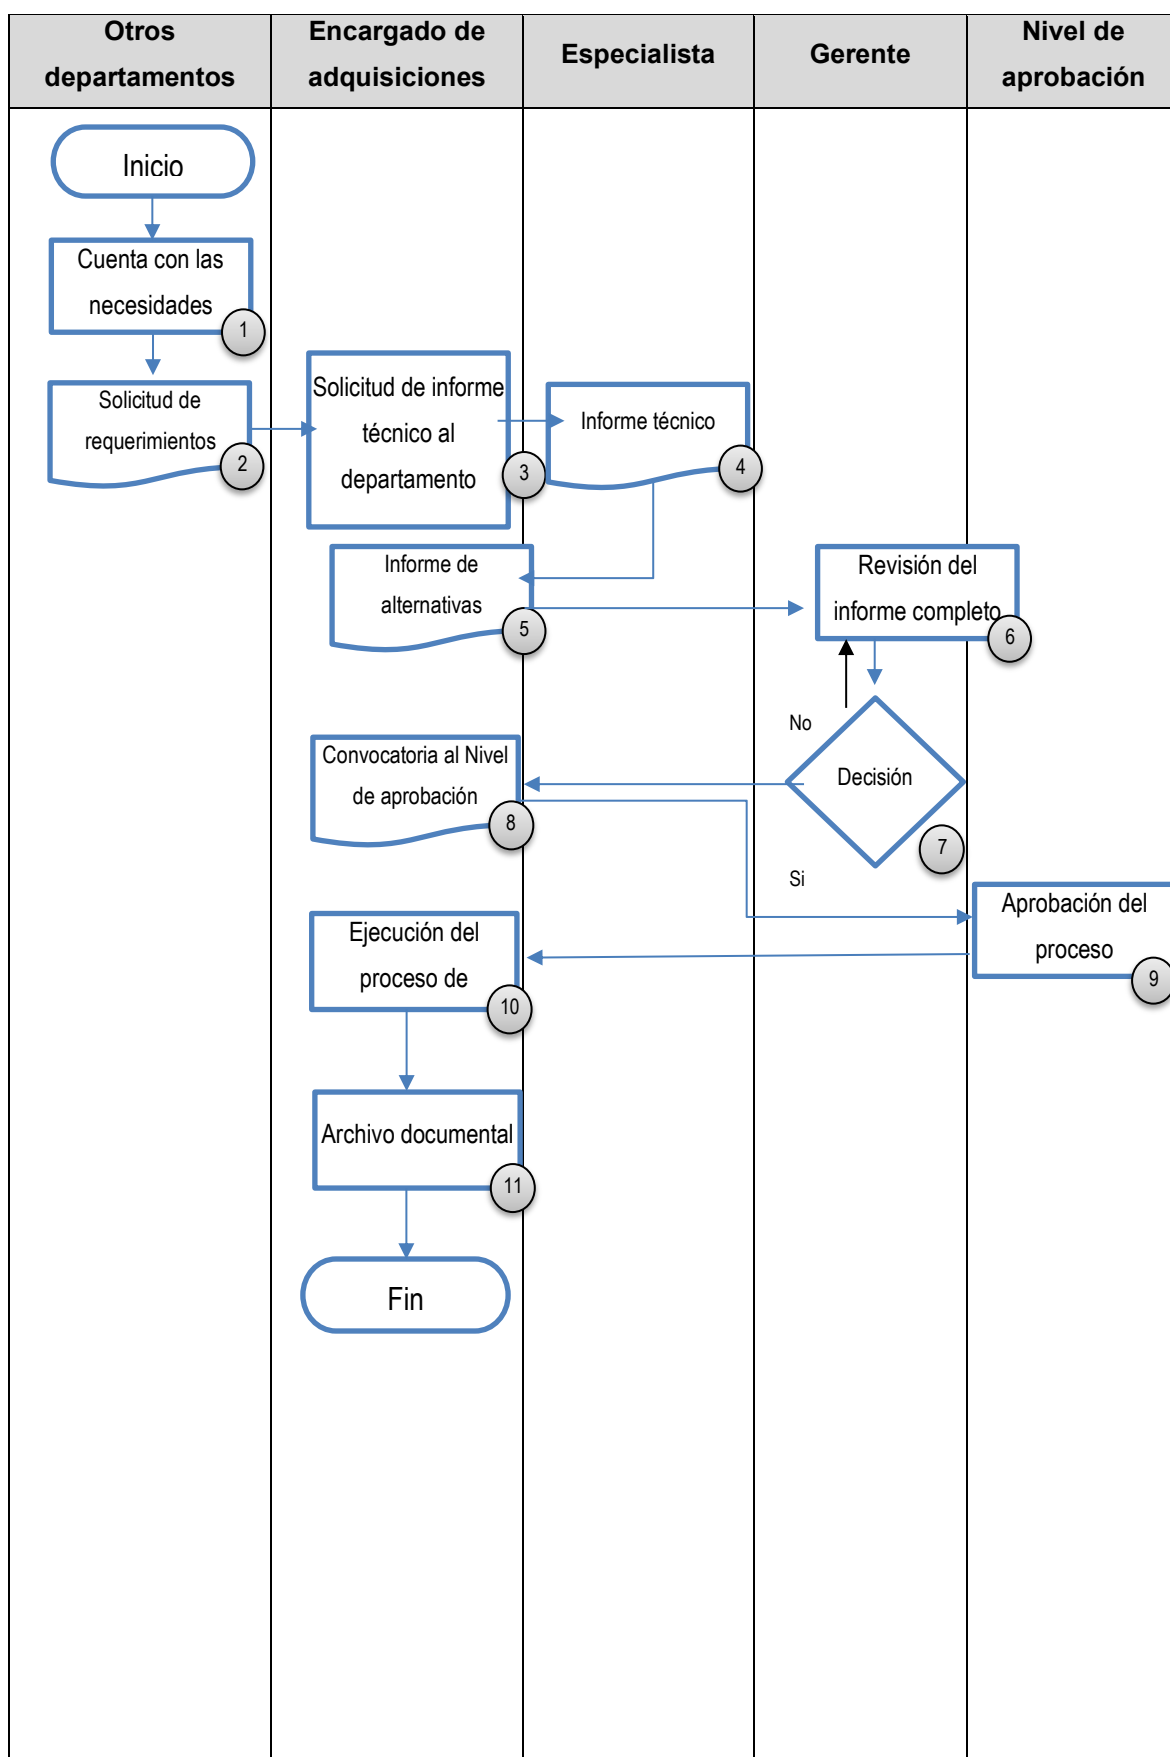 Otros
departamentos
Encargado de
adquisiciones
Especialista
Gerente
Nivel de
aprobación
Inicio
Cuenta con las
necesidades
1
Solicitud de
requerimientos
2
Solicitud de informe
técnico al
departamento
3
Informe técnico
4
Informe de
alternativas
5
Revisión del
informe completo
6
No
Decisión
7
Si
Convocatoria al Nivel
de aprobación
8
Aprobación del
proceso
9
Ejecución del
proceso de
10
Archivo documental
11
Fin